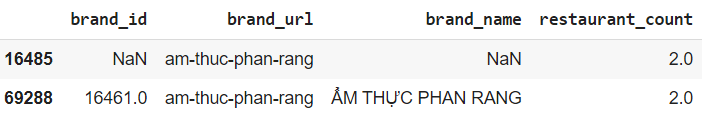 brand_id brand_url brand_name restaurant_count
16485 NaN am-thuc-phan-rang NaN 2.0
69288 16461.0 am-thuc-phan-rang ẨM THỰC PHAN RANG 2.0